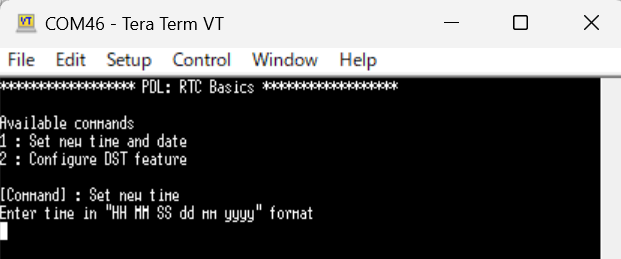 VT
COM46 - Tera Term VT
File Edit Setup Control Window Help
****************** PDL: RTC Basics ******************
Available commands
1 : Set new time and date
2 : Configure DST feature
[Command] : Set new time
Enter time in "HH MM SS dd mm yyyy" format